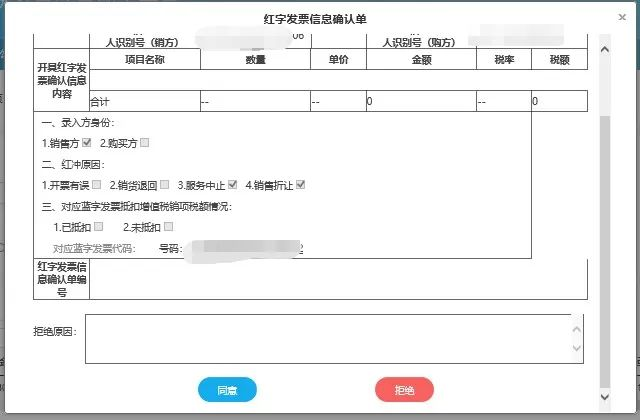 红字发票信息确认单
人识别号（销方） 06 人识别号（购方）
开具红字发票确认信息内容
项目名称 数量 单价 金额 税率 税额
合计 -- -- 0 -- 0
一、录入方身份：
1.销售方 2.购买方
二、红冲原因：
1.开票有误 2.销货退回 3.服务中止 4.销售折让
三、对应蓝字发票抵扣增值税销项税额情况：
1.已抵扣 2.未抵扣
对应蓝字发票代码： 号码： 2
红字发票信息确认单编号
拒绝原因：
同意 拒绝